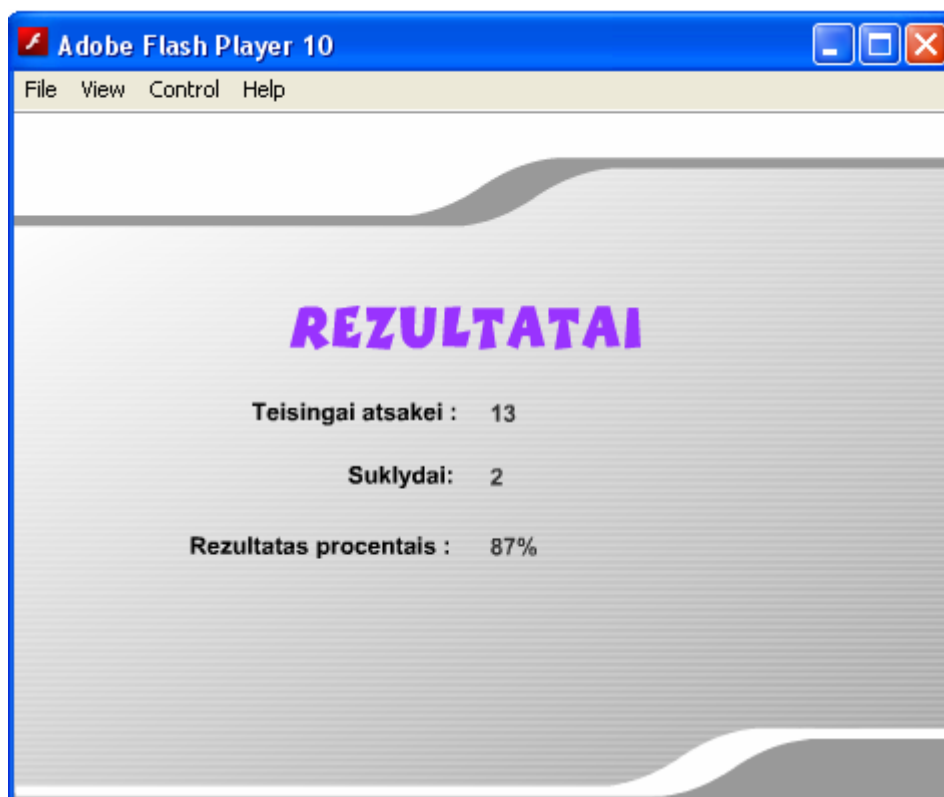 Adobe Flash Player 10
File View Control Help
REZULTATAI
Teisingai atsakei : 13
Suklydai: 2
Rezultatas procentais : 87%